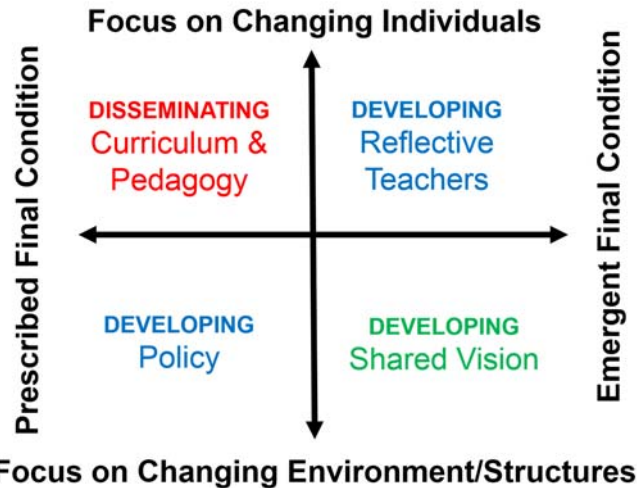 Focus on Changing Individuals
Prescribed Final Condition
DISSEMINATING
Curriculum &
Pedagogy
DEVELOPING
Reflective
Teachers
DEVELOPING
Policy
DEVELOPING
Shared Vision
Emergent Final Condition
Focus on Changing Environment/Structures